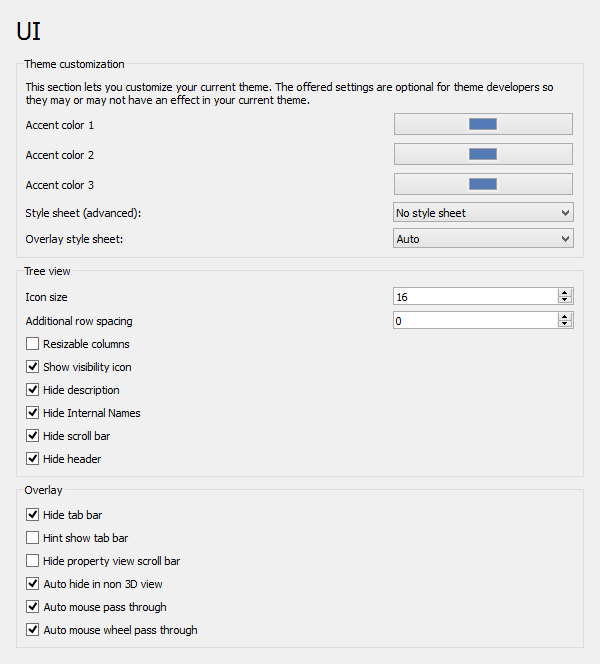 UI
Theme customization
This section lets you customize your current theme. The offered settings are optional for theme developers so
they may or may not have an effect in your current theme.
Accent color 1
Accent color 2
Accent color 3
Style sheet (advanced): No style sheet
Overlay style sheet: Auto
Tree view
Icon size 16
Additional row spacing 0
Resizable columns
Show visibility icon
Hide description
Hide Internal Names
Hide scroll bar
Hide header
Overlay
Hide tab bar
Hint show tab bar
Hide property view scroll bar
Auto hide in non 3D view
Auto mouse pass through
Auto mouse wheel pass through